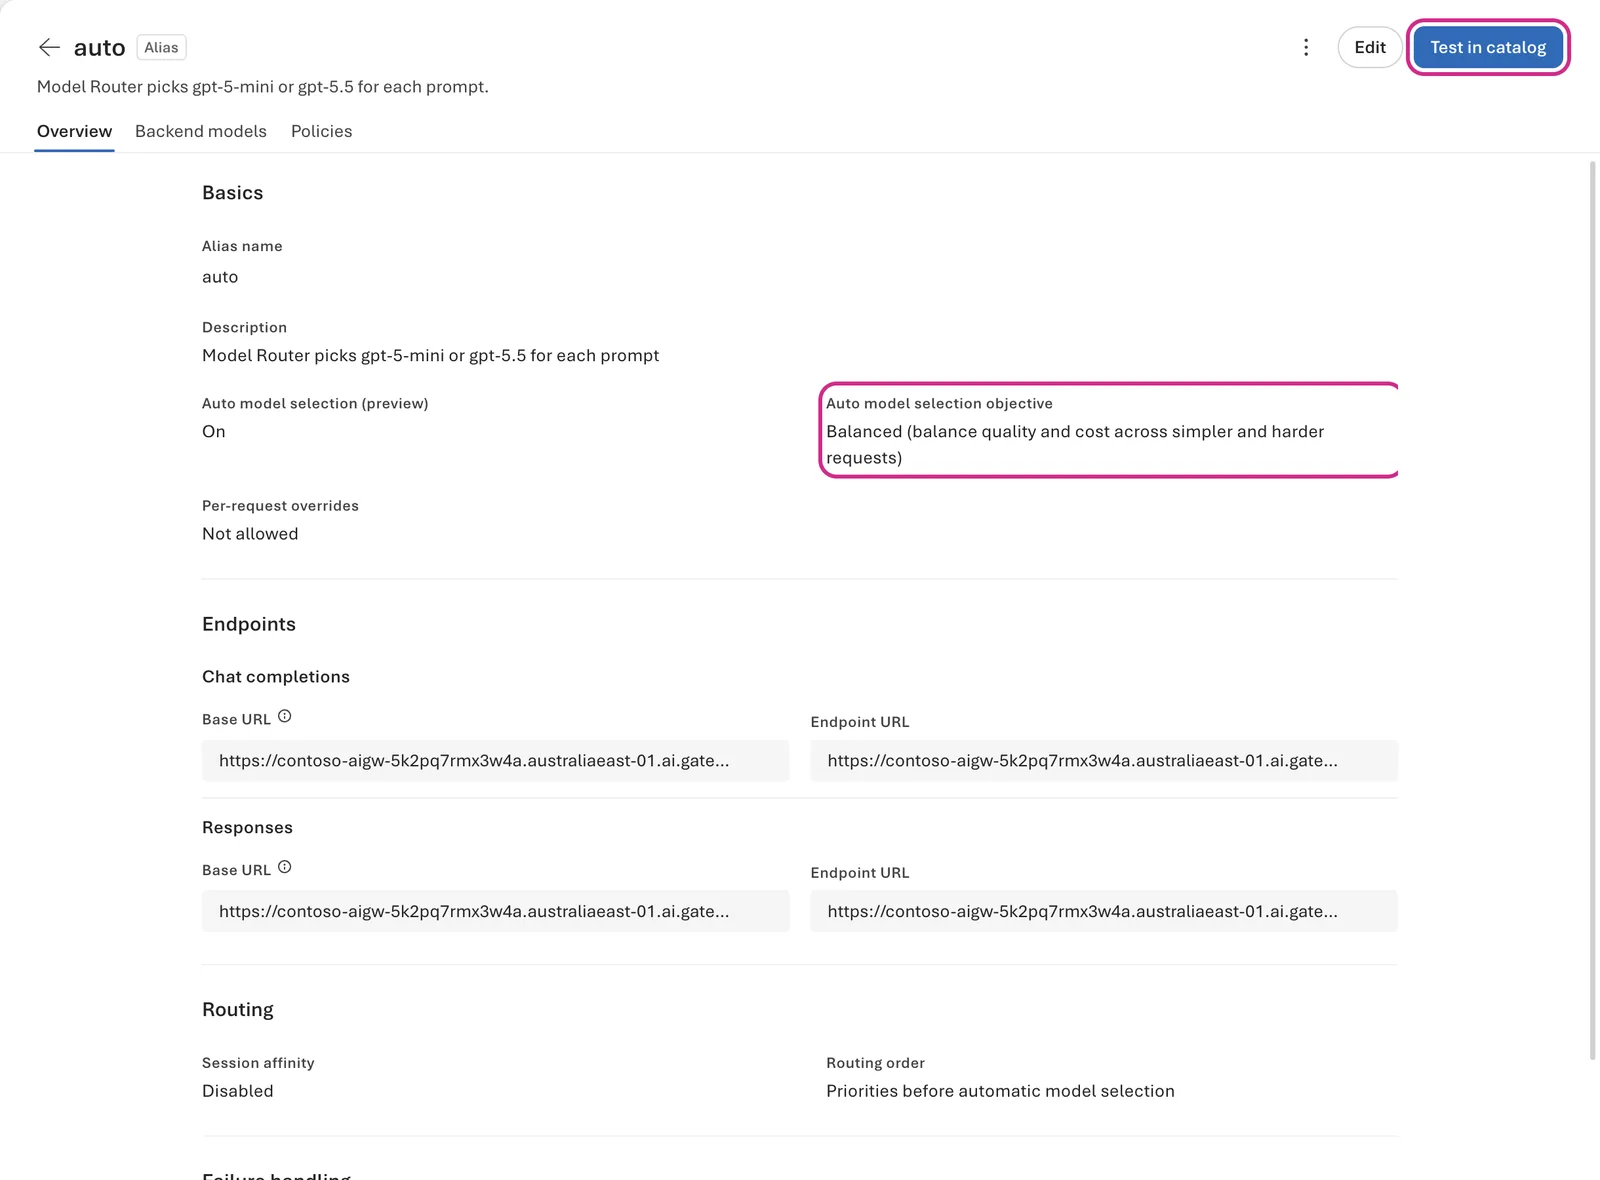 auto Alias
Edit
Test in catalog
Model Router picks gpt-5-mini or gpt-5.5 for each prompt.
Overview Backend models Policies
Basics
Alias name
auto
Description
Model Router picks gpt-5-mini or gpt-5.5 for each prompt
Auto model selection (preview)
On
Auto model selection objective
Balanced (balance quality and cost across simpler and harder
requests)
Per-request overrides
Not allowed
Endpoints
Chat completions
Base URL
https://contoso-aigw-5k2pq7rmx3w4a.australiaeast-01.ai.gate...
Endpoint URL
https://contoso-aigw-5k2pq7rmx3w4a.australiaeast-01.ai.gate...
Responses
Base URL
https://contoso-aigw-5k2pq7rmx3w4a.australiaeast-01.ai.gate...
Endpoint URL
https://contoso-aigw-5k2pq7rmx3w4a.australiaeast-01.ai.gate...
Routing
Session affinity
Disabled
Routing order
Priorities before automatic model selection
Failure handling